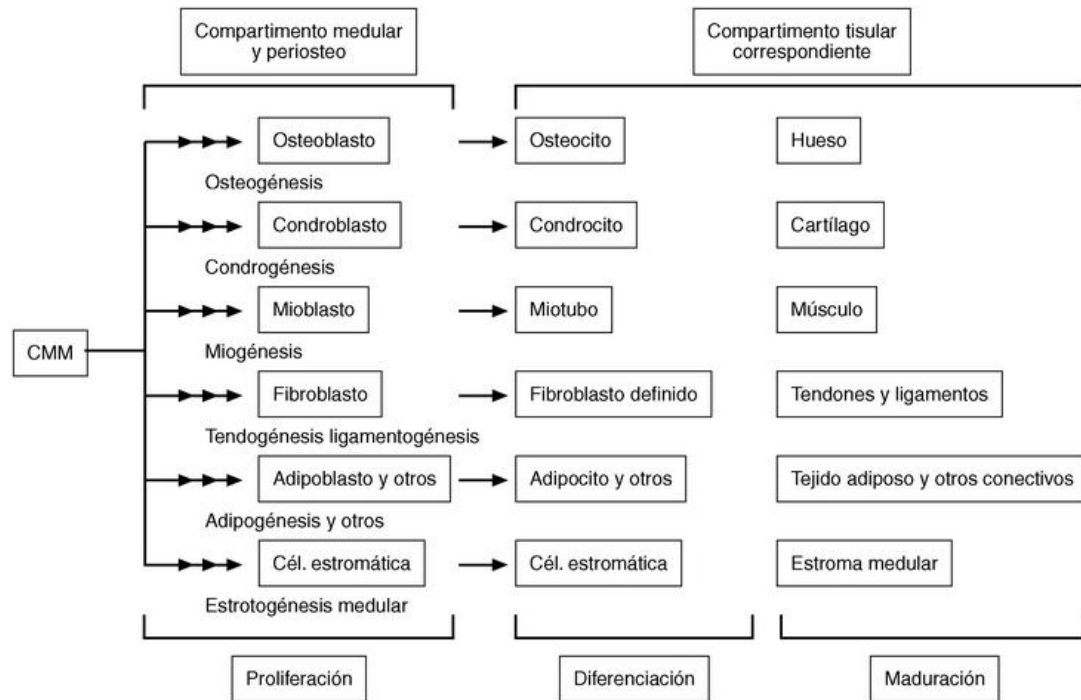 Compartimento medular
y periosteo
Compartimento tisular
correspondiente
Osteoblasto
Osteocito
Hueso
Osteogénesis
Condroblasto
Condrocito
Cartílago
Condrogénesis
Mioblasto
Miotubo
Músculo
CMM
Miogénesis
Fibroblasto
Fibroblasto definido
Tendones y ligamentos
Tendogénesis ligamentogénesis
Adipoblasto y otros
Adipocito y otros
Tejido adiposo y otros conectivos
Adipogénesis y otros
Cél. estromática
Cél. estromática
Estroma medular
Estrotogénesis medular
Proliferación
Diferenciación
Maduración